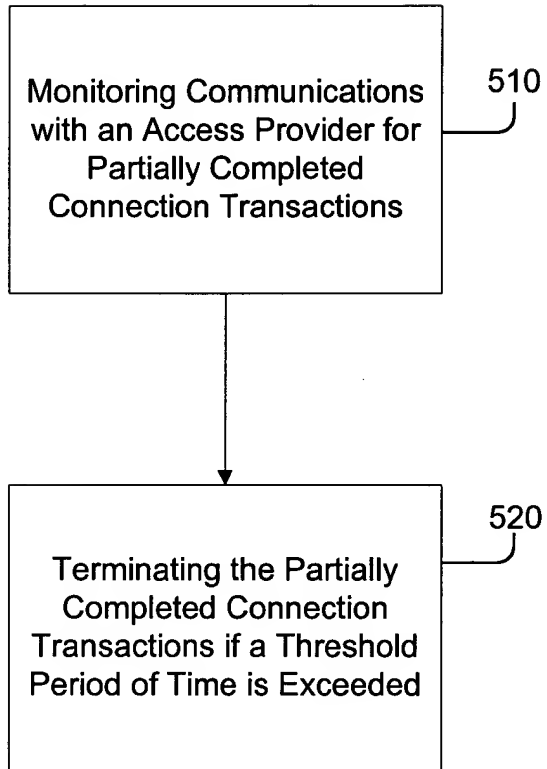 Monitoring Communications
with an Access Provider for
Partially Completed
Connection Transactions
510
Terminating the Partially
Completed Connection
Transactions if a Threshold
Period of Time is Exceeded
520